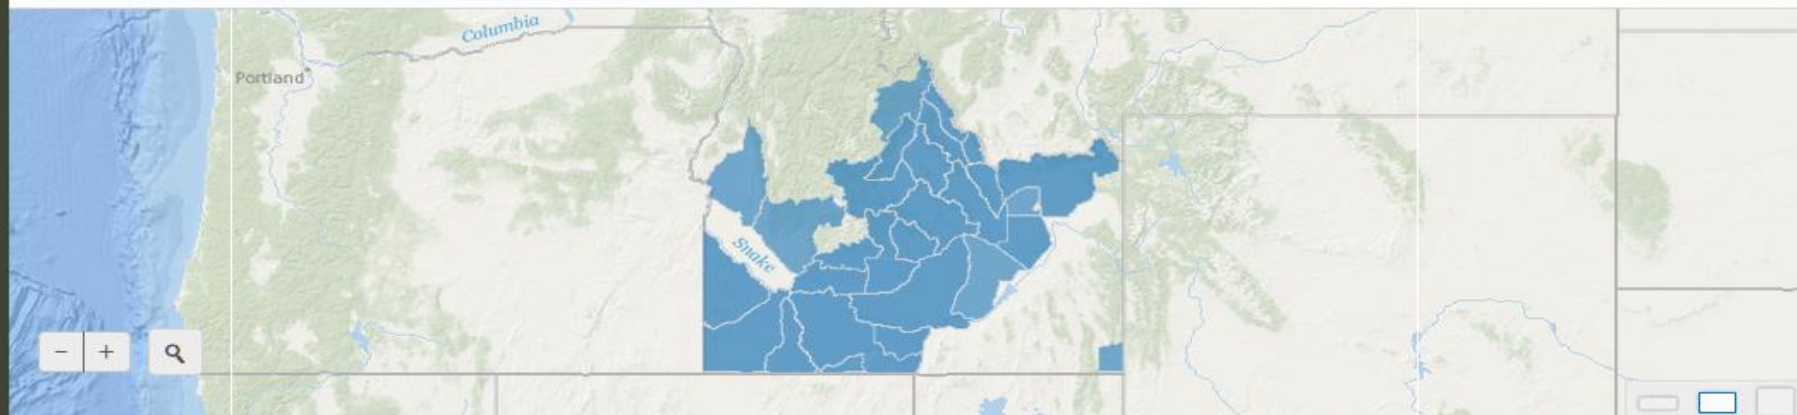 Columbia
Portland
Snake
− +